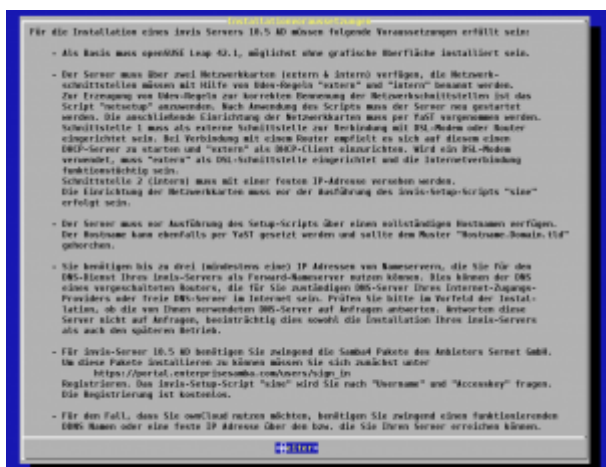 Installationsvoraussetzungen
Für die Installation eines invis Servers 10.5 AD müssen folgende Voraussetzungen erfüllt sein:
- Als Basis muss openSUSE Leap 42.1, möglichst ohne grafische Oberfläche installiert sein.
- Der Server muss über zwei Netzwerkkarten (extern & intern) verfügen, die Netzwerk-
schnittstellen müssen mit Hilfe von Udev-Regeln "extern" und "intern" benannt werden.
Zur Erzeugung von Udev-Regeln zur korrekten Benennung der Netzwerkschnittstellen ist das
Script "netsetup" anzuwenden. Nach Anwendung des Scripts muss der Server neu gestartet
werden. Die anschließende Einrichtung der Netzwerkkarten muss per YaST vorgenommen werden.
Schnittstelle 1 muss als externe Schnittstelle zur Verbindung mit DSL-Modem oder Router
eingerichtet sein. Bei Verbindung mit einem Router empfielt es sich auf diesem einen
DHCP-Server zu starten und "extern" als DHCP-Client einzurichten. Wird ein DSL-Modem
verwendet, muss "extern" als DSL-Schnittstelle eingerichtet und die Internetverbindung
funktionstüchtig sein.
Schnittstelle 2 (intern) muss mit einer festen IP-Adresse versehen werden.
Die Einrichtung der Netzwerkkarten muss vor der Ausführung des invis-Setup-Scripts "sine"
erfolgt sein.
- Der Server muss vor Ausführung des Setup-Scripts über einen vollständigen Hostnamen verfügen.
Der Hostname kann ebenfalls per YaST gesetzt werden und sollte dem Muster "Hostname.Domain.tld"
gehorchen.
- Sie benötigen bis zu drei (mindestens eine) IP Adressen von Nameservern, die Sie für den
DNS-Dienst Ihres invis-Servers als Forward-Nameserver nutzen können. Dies können der DNS
eines vorgeschalteten Routers, die für Sie zuständigen DNS-Server Ihres Internet-Zugangs-
Providers oder freie DNS-Server im Internet sein. Prüfen Sie bitte im Vorfeld der Instal-
lation, ob die von Ihnen verwendeten DNS-Server auf Anfragen antworten. Antworten diese
Server nicht auf Anfragen, beeinträchtig dies sowohl die Installation Ihres invis-Servers
als auch den späteren Betrieb.
- Für invis-Server 10.5 AD benötigen Sie zwingend die Samba4 Pakete des Anbieters Sernet GmbH.
Um diese Pakete installieren zu können müssen Sie sich zunächst unter
https://portal.enterprisesamba.com/users/sign_in
Registrieren. Das invis-Setup-Script "sine" wird Sie nach "Username" und "Accesskey" fragen.
Die Registrierung ist kostenlos.
- Für den Fall, dass Sie ownCloud nutzen möchten, benötigen Sie zwingend einen funktionierenden
DDNS Namen oder eine feste IP Adresse über den bzw. die Sie Ihren Server erreichen können.
<Weiter>